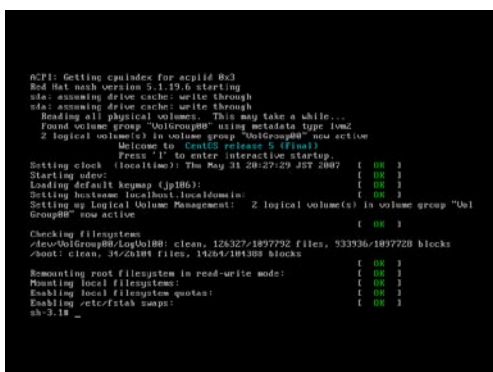 ACPI: Getting cpuindex for acpiid 0x3
Red Hat nash version 5.1.19.6 starting
sda: assuming drive cache: write through
sda: assuming drive cache: write through
Reading all physical volumes.  This may take a while...
Found volume group "VolGroup00" using metadata type lvm2
2 logical volume(s) in volume group "VolGroup00" now active
Welcome to  CentOS release 5 (Final)
Press 'I' to enter interactive startup.
Setting clock  (localtime): Thu May 31 20:27:29 JST 2007 [ OK ]
Starting udev: [ OK ]
Loading default keymap (jp106): [ OK ]
Setting hostname localhost.localdomain: [ OK ]
Setting up Logical Volume Management:   2 logical volume(s) in volume group "Vol
Group00" now active
[ OK ]
Checking filesystems
/dev/VolGroup00/LogVol00: clean, 126327/1097792 files, 933936/1097728 blocks
/boot: clean, 34/26104 files, 14264/104388 blocks
[ OK ]
Remounting root filesystem in read-write mode: [ OK ]
Mounting local filesystems: [ OK ]
Enabling local filesystem quotas: [ OK ]
Enabling /etc/fstab swaps: [ OK ]
sh-3.1# _